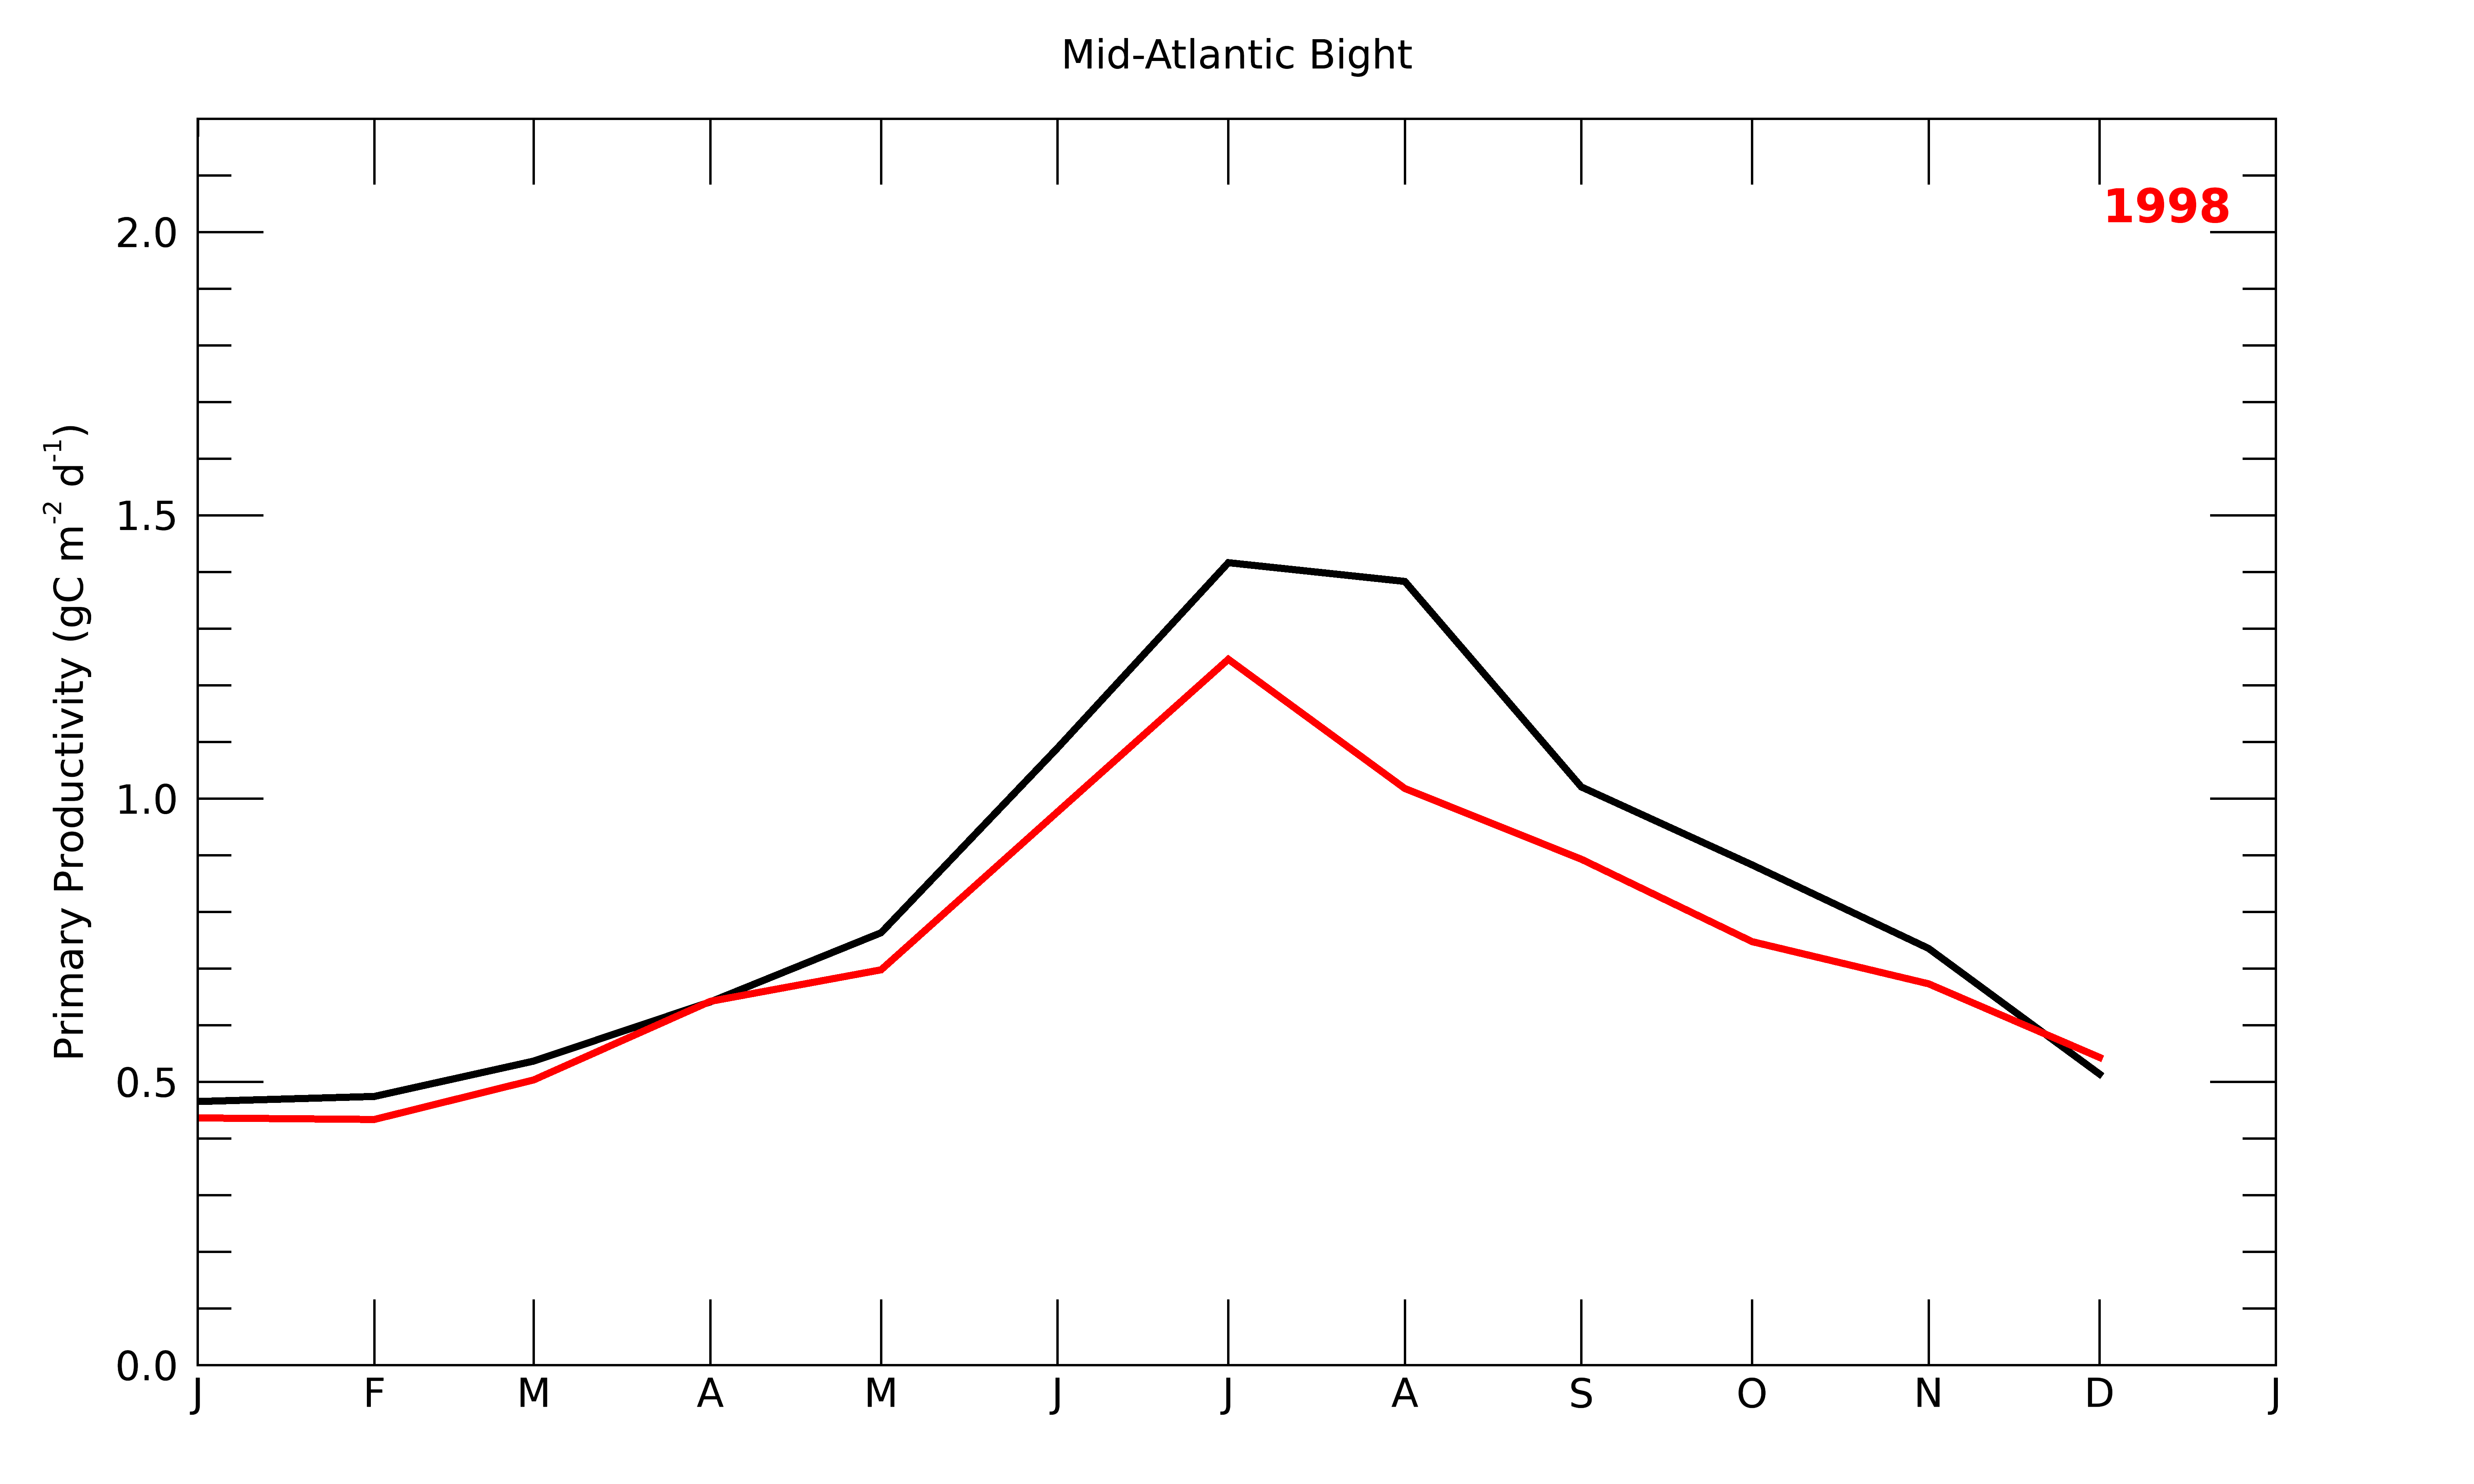 Mid-Atlantic Bight
1998
Primary Productivity (gC m⁻² d⁻¹)
2.0
1.5
1.0
0.5
0.0
J F M A M J J A S O N D J